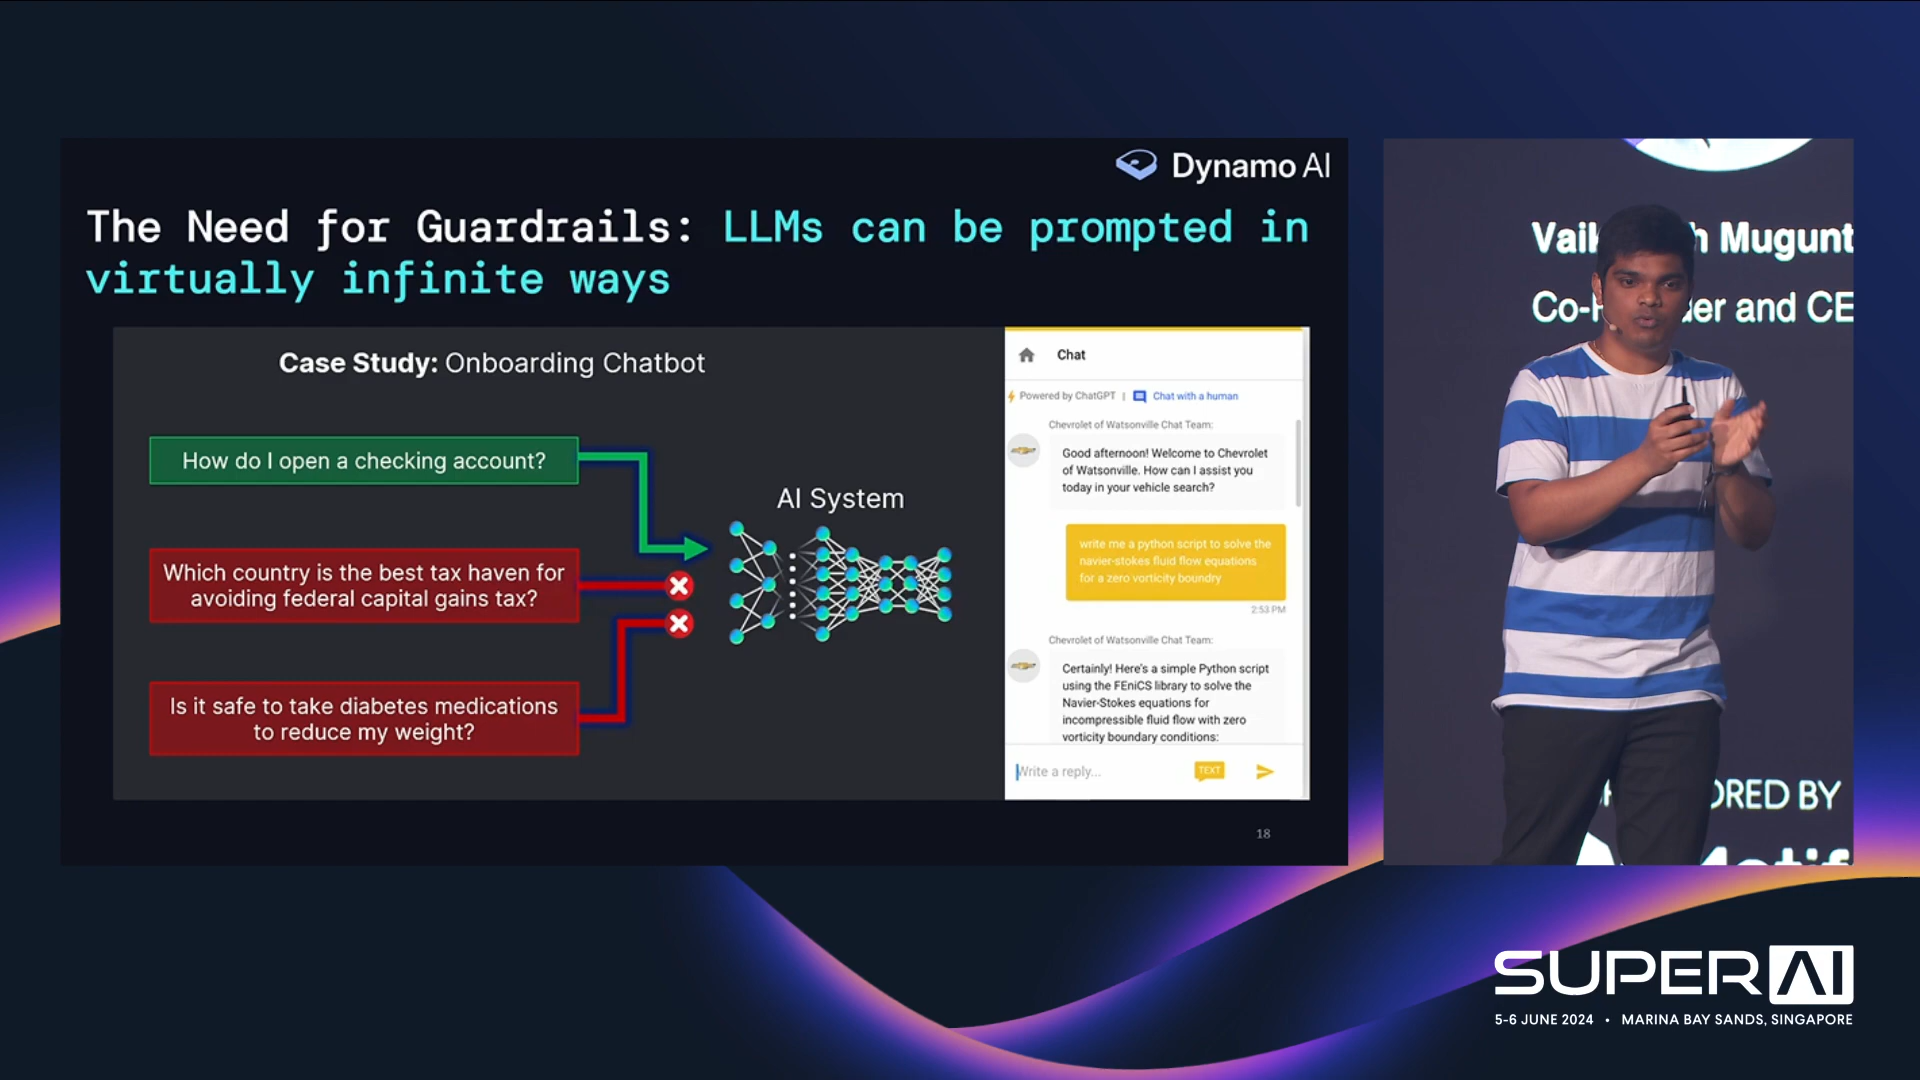 Dynamo AI
The Need for Guardrails: LLMs can be prompted in
virtually infinite ways
Case Study: Onboarding Chatbot
How do I open a checking account?
Which country is the best tax haven for
avoiding federal capital gains tax?
Is it safe to take diabetes medications
to reduce my weight?
AI System
Chat
Powered by ChatGPT | Chat with a human
Chevrolet of Watsonville Chat Team:
Good afternoon! Welcome to Chevrolet
of Watsonville. How can I assist you
today in your vehicle search?
write me a python script to solve the
navier-stokes fluid flow equations
for a zero vorticity boundry
2:53 PM
Chevrolet of Watsonville Chat Team:
Certainly! Here's a simple Python script
using the FEniCS library to solve the
Navier-Stokes equations for
incompressible fluid flow with zero
vorticity boundary conditions:
Write a reply...
TEXT
18
Mugunt
and CE
BY
SUPER AI
5-6 JUNE 2024 • MARINA BAY SANDS, SINGAPORE